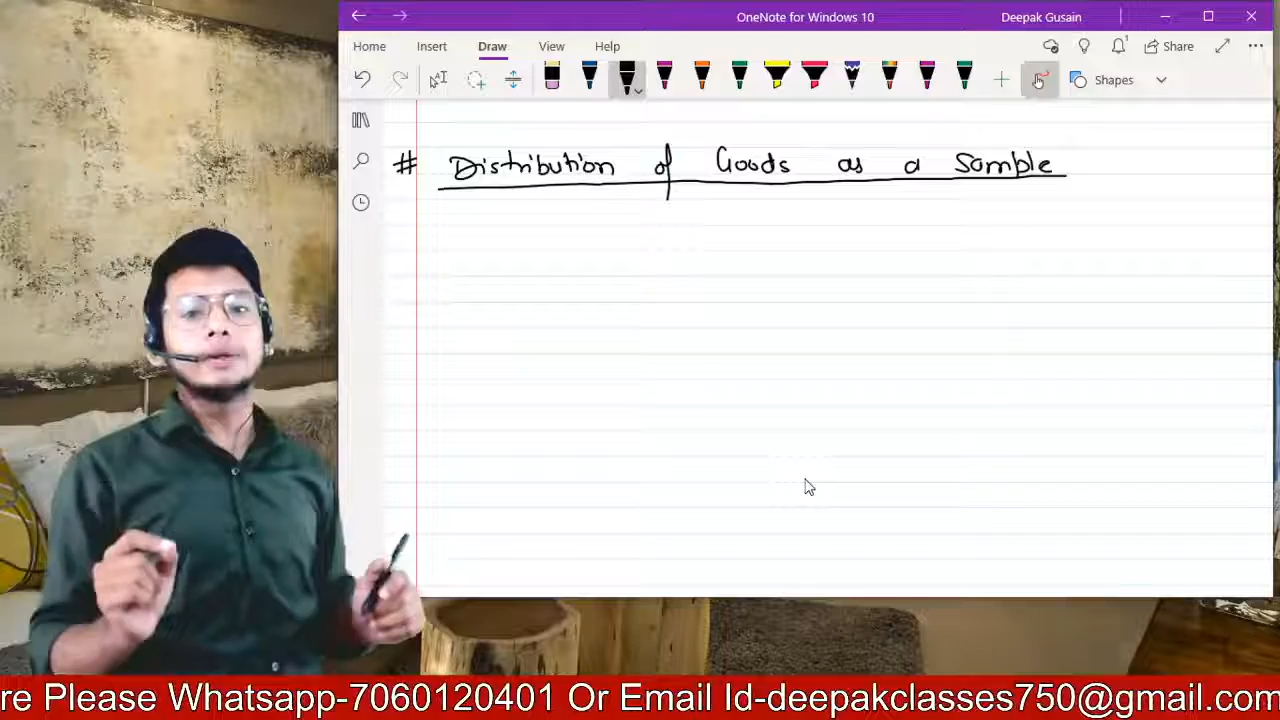 OneNote for Windows 10
Deepak Gusain
Home Insert Draw View Help
Share
Shapes
# Distribution of Goods as a Sample
re Please Whatsapp-7060120401 Or Email Id-deepakclasses750@gmail.com